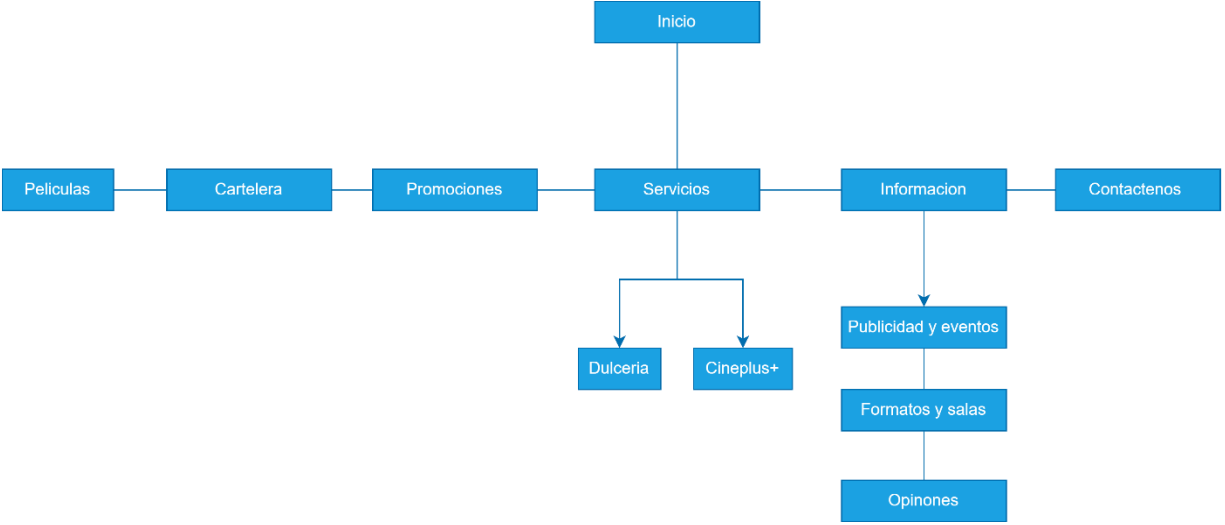 Inicio
Peliculas
Cartelera
Promociones
Servicios
Informacion
Contactenos
Publicidad y eventos
Dulceria
Cineplus+
Formatos y salas
Opinones